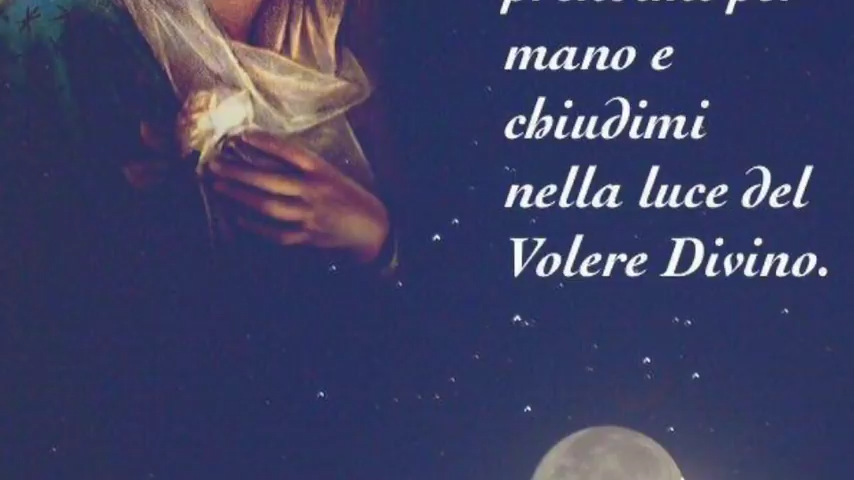 mano e
chiudimi
nella luce del
Volere Divino.